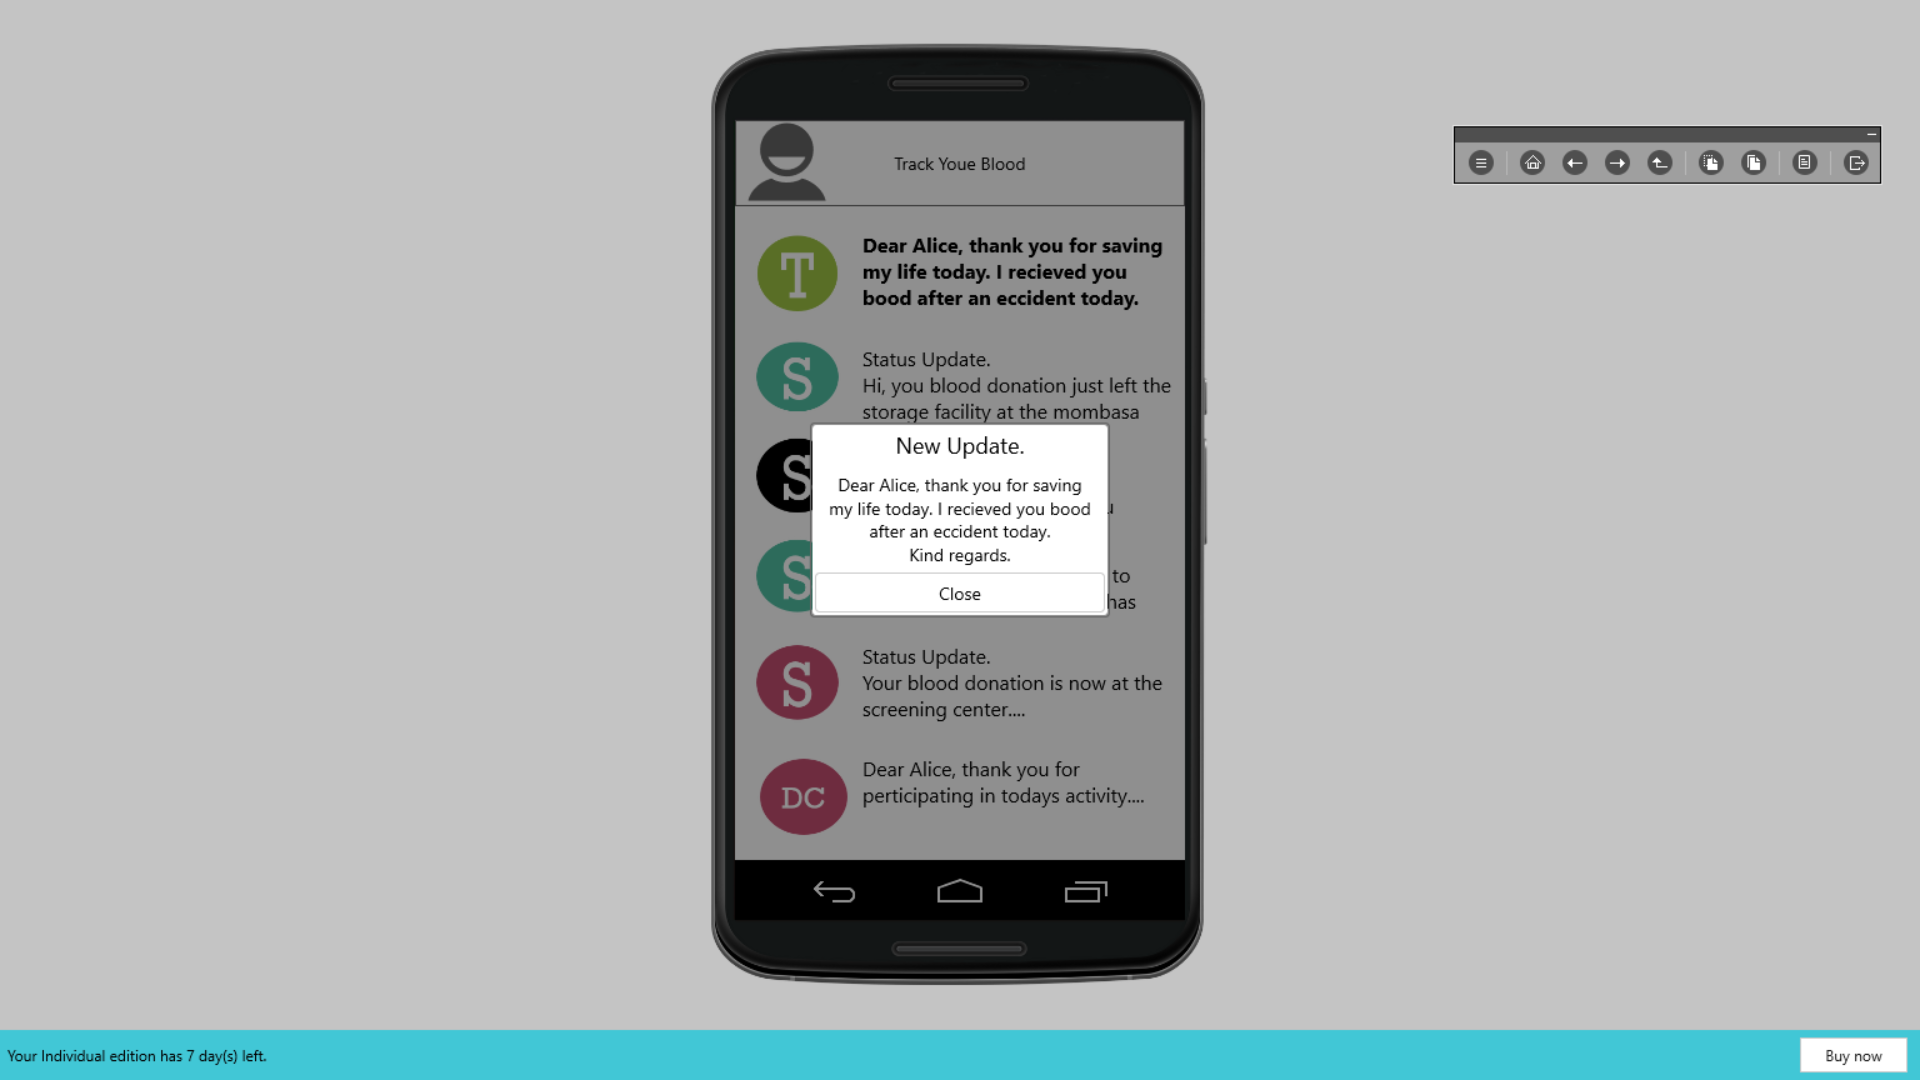 Track Youe Blood
T
Dear Alice, thank you for saving
my life today. I recieved you
bood after an eccident today.
S
Status Update.
Hi, you blood donation just left the
storage facility at the mombasa
S
New Update.
Dear Alice, thank you for saving
my life today. I recieved you bood
after an eccident today.
Kind regards.
Close
S
to
has
S
Status Update.
Your blood donation is now at the
screening center....
DC
Dear Alice, thank you for
perticipating in todays activity....
Your Individual edition has 7 day(s) left.
Buy now